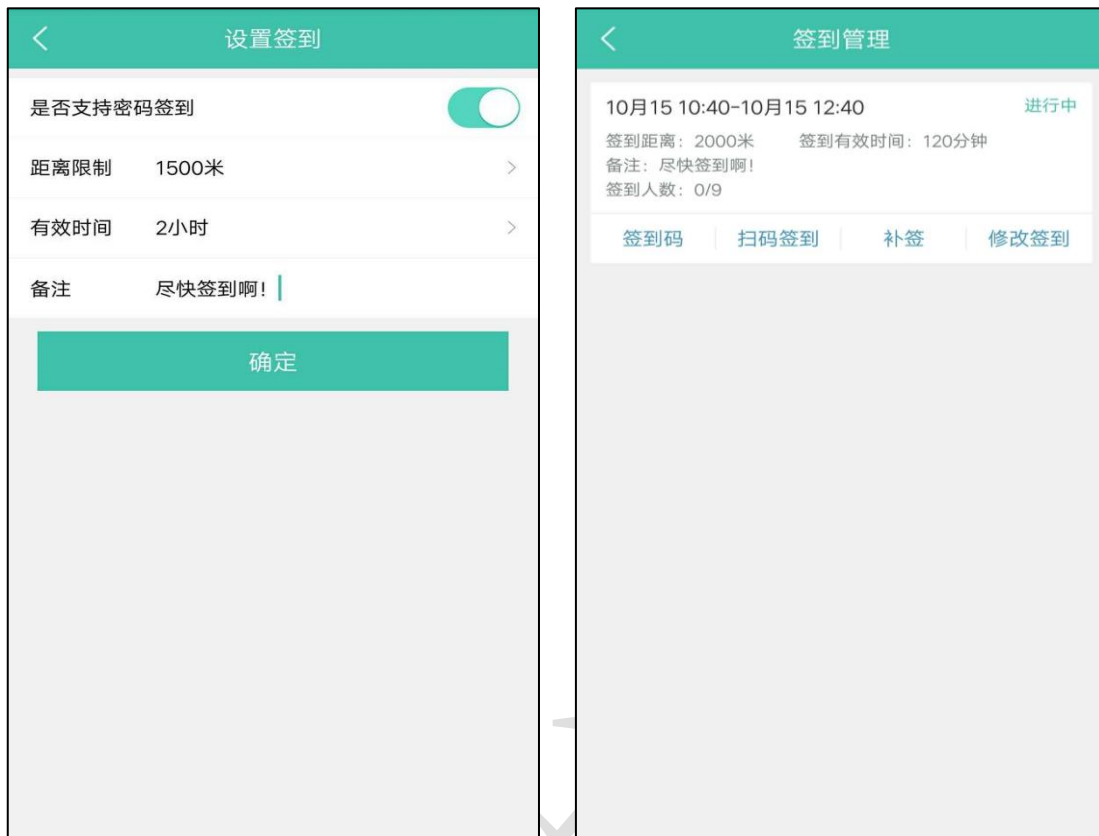 设置签到
是否支持密码签到
距离限制 1500米
有效时间 2小时
备注 尽快签到啊!
确定
签到管理
10月15 10:40-10月15 12:40 进行中
签到距离: 2000米 签到有效时间: 120分钟
备注: 尽快签到啊!
签到人数: 0/9
签到码 扫码签到 补签 修改签到